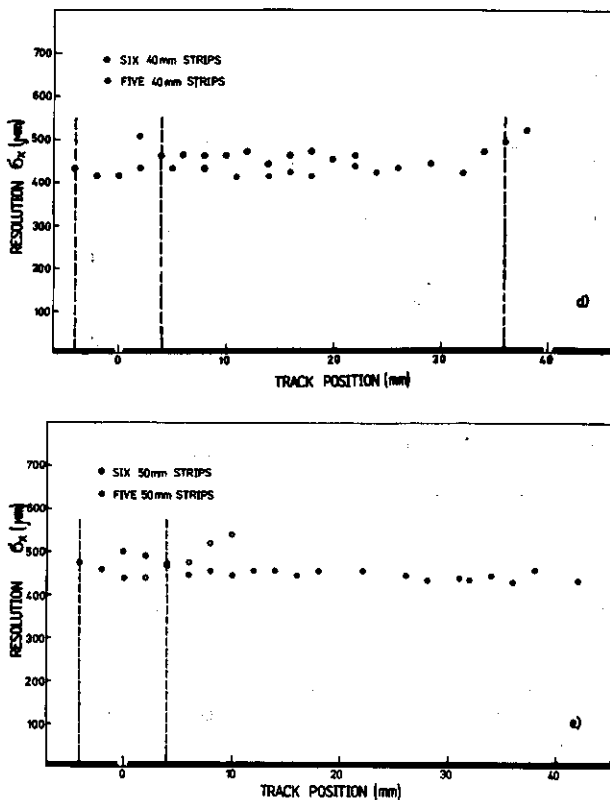 700
600
500
400
300
200
100
RESOLUTION σx (μm)
SIX 40mm STRIPS
FIVE 40mm STRIPS
d)
0
10
20
30
40
TRACK POSITION (mm)
700
600
500
400
300
200
100
RESOLUTION σx (μm)
SIX 50mm STRIPS
FIVE 50mm STRIPS
e)
0
10
20
30
40
TRACK POSITION (mm)